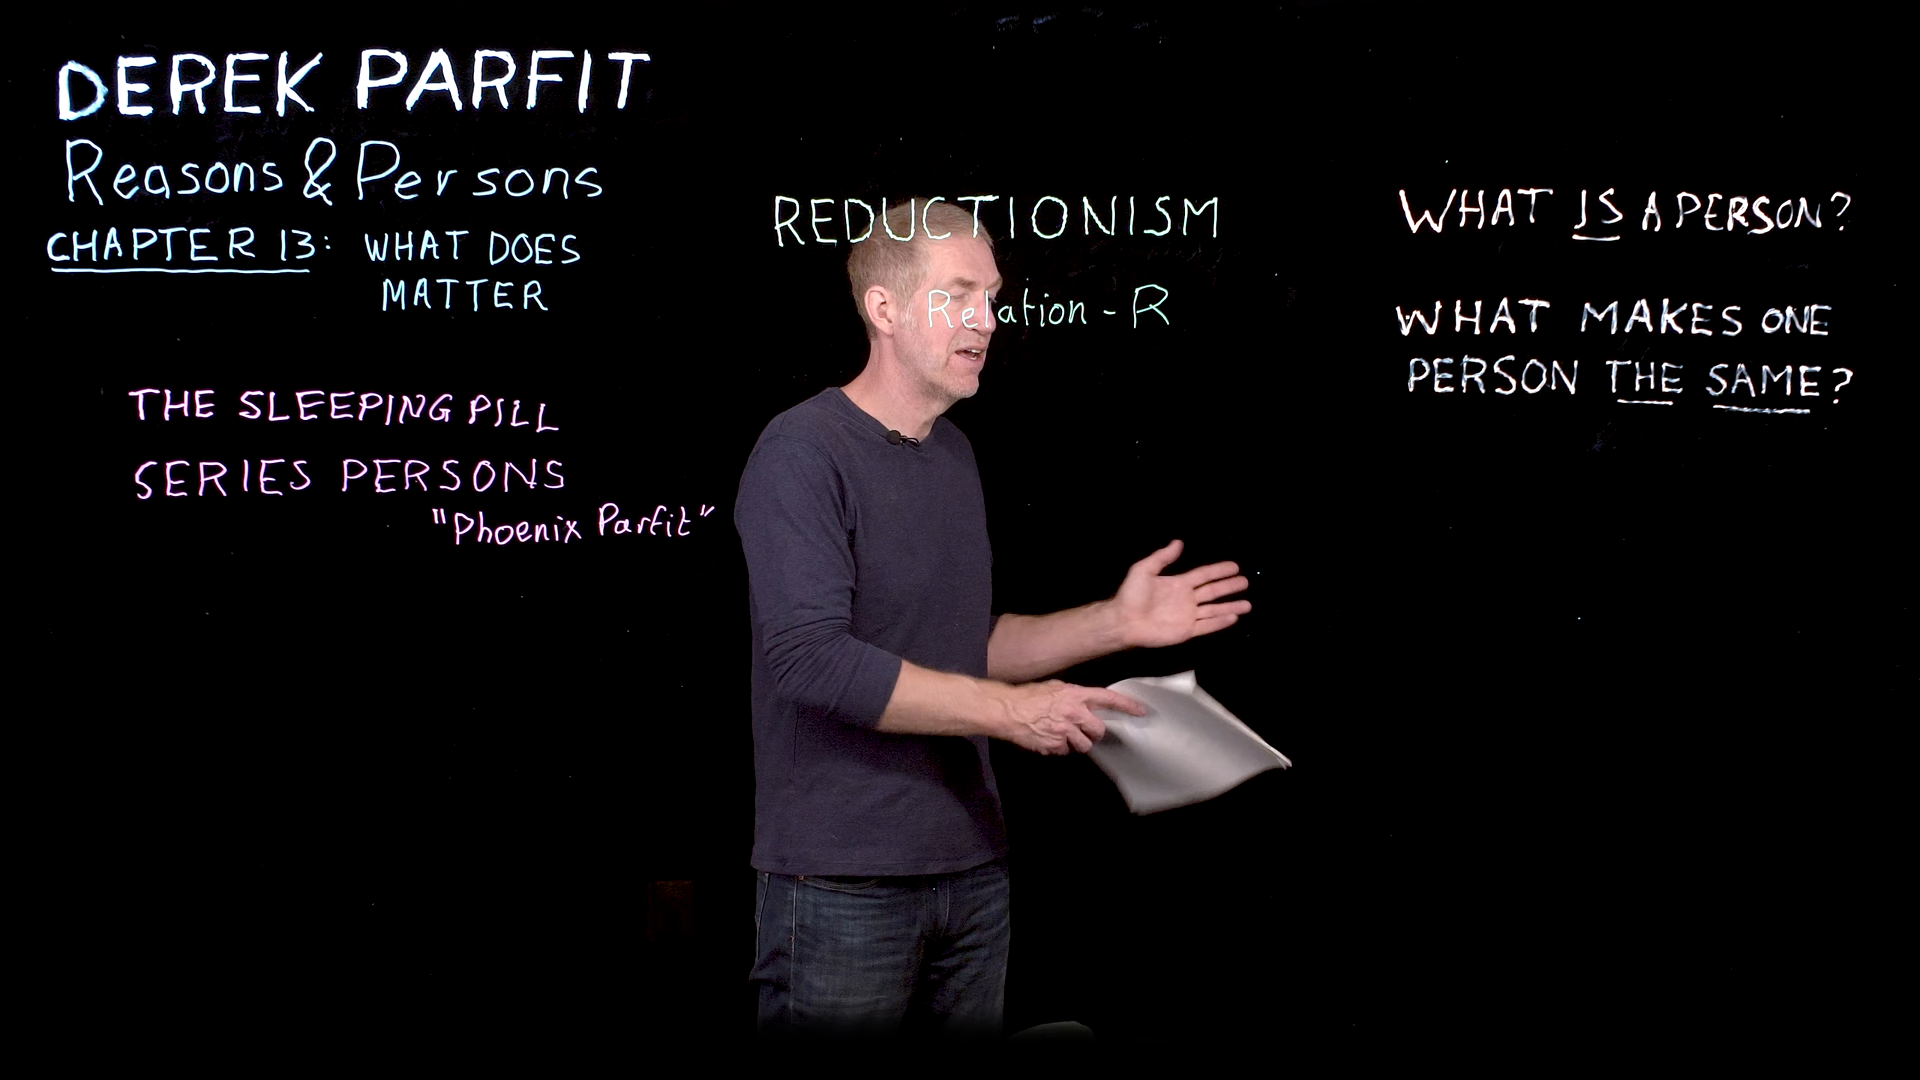 DEREK PARFIT
Reasons & Persons
CHAPTER 13: WHAT DOES
MATTER
THE SLEEPING PILL
SERIES PERSONS
"Phoenix Parfit"
REDUCTIONISM
Relation - R
WHAT IS A PERSON?
WHAT MAKES ONE
PERSON THE SAME?